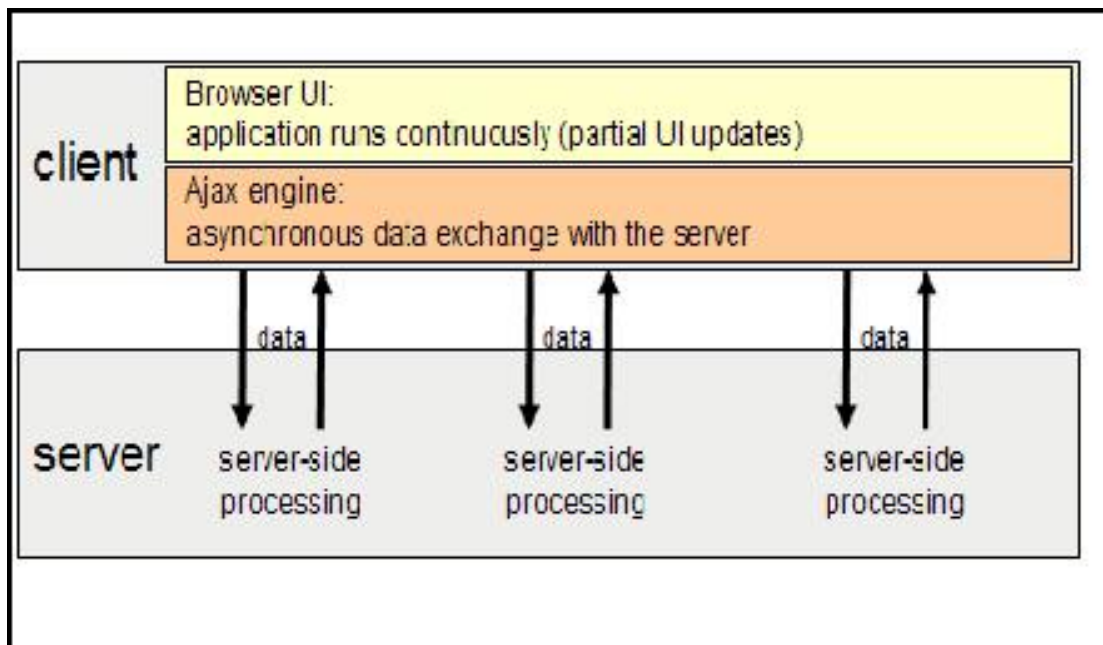 client
Browser UI:
application runs contnucusly (partial UI updates)
Ajax engine:
asynchronous data exchange with the server
data
data
data
server
server-side
processing
server-side
processing
server-side
processing